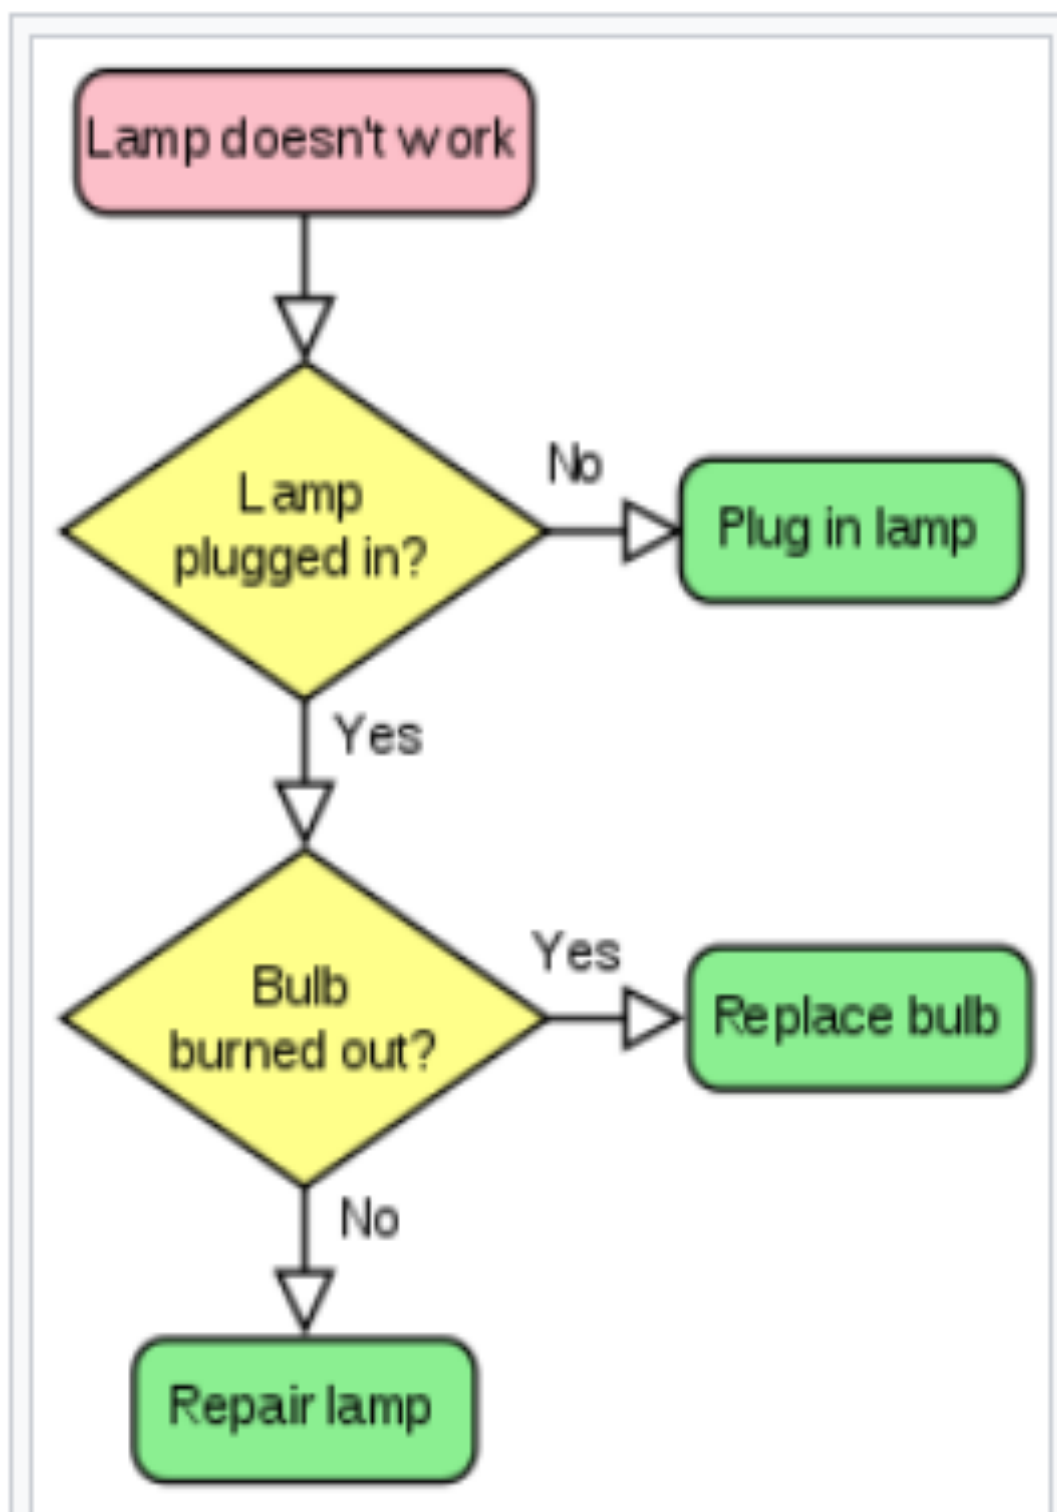 Lamp doesn't work
Lamp
plugged in?
No
Plug in lamp
Yes
Bulb
burned out?
Yes
Replace bulb
No
Repair lamp